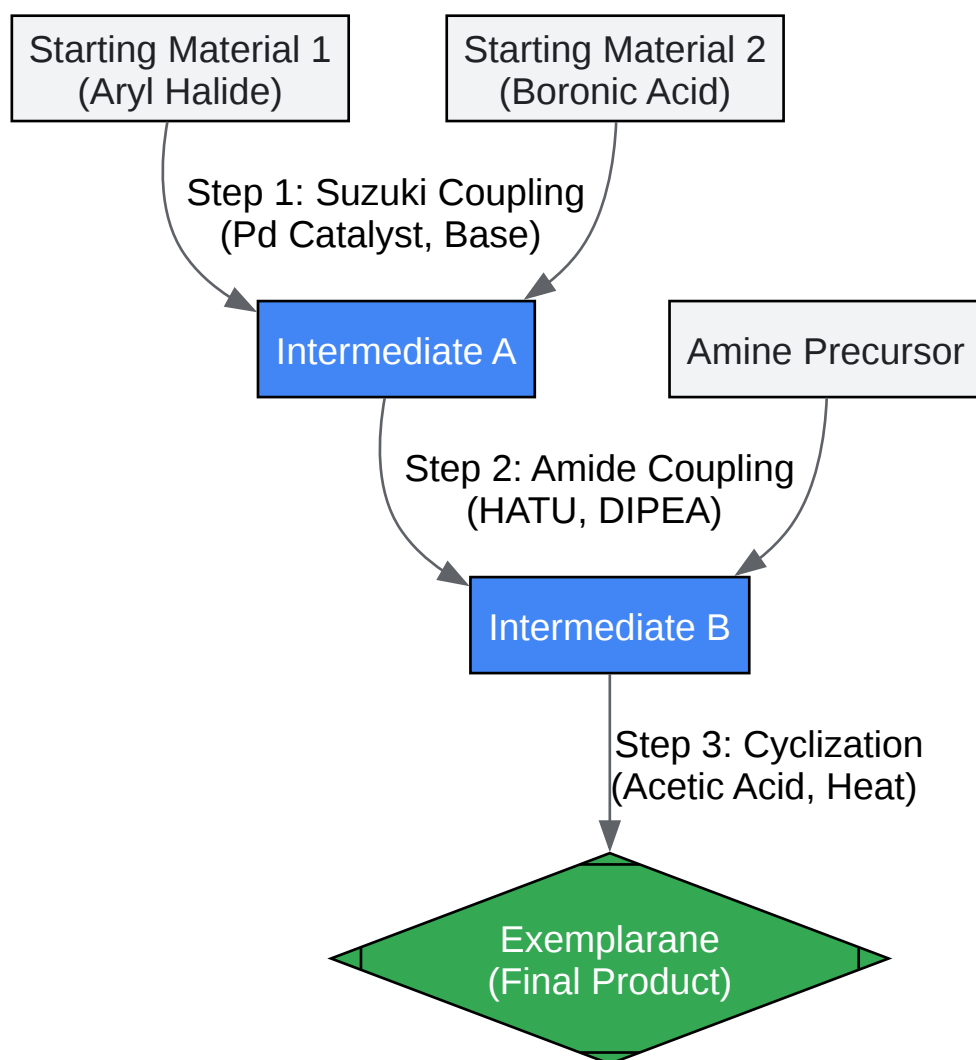 Starting Material 1
(Aryl Halide)
Starting Material 2
(Boronic Acid)
Step 1: Suzuki Coupling
(Pd Catalyst, Base)
Intermediate A
Amine Precursor
Step 2: Amide Coupling
(HATU, DIPEA)
Intermediate B
Step 3: Cyclization
(Acetic Acid, Heat)
Exemplarane
(Final Product)